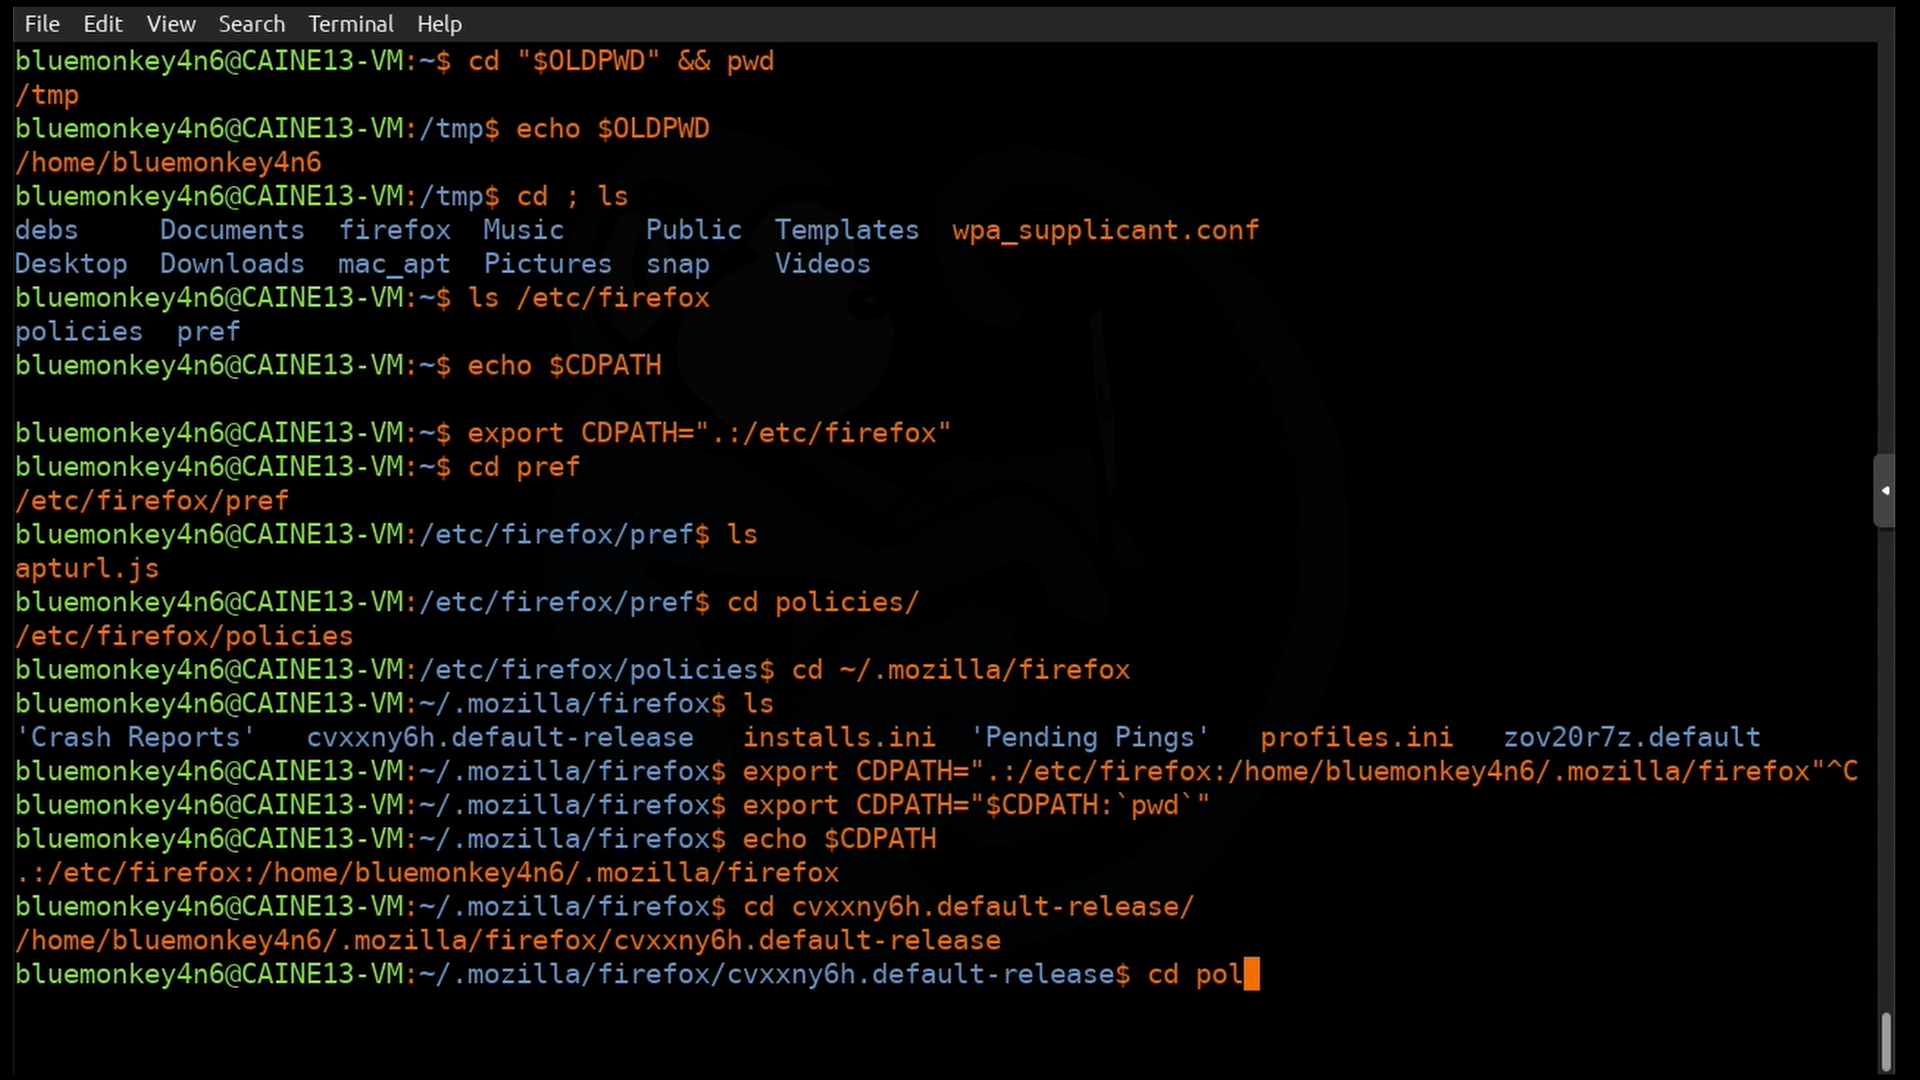 File Edit View Search Terminal Help
bluemonkey4n6@CAINE13-VM:~$ cd "$OLDPWD" && pwd
/tmp
bluemonkey4n6@CAINE13-VM:/tmp$ echo $OLDPWD
/home/bluemonkey4n6
bluemonkey4n6@CAINE13-VM:/tmp$ cd ; ls
debs     Documents  firefox  Music     Public  Templates  wpa_supplicant.conf
Desktop  Downloads  mac_apt  Pictures  snap    Videos
bluemonkey4n6@CAINE13-VM:~$ ls /etc/firefox
policies  pref
bluemonkey4n6@CAINE13-VM:~$ echo $CDPATH

bluemonkey4n6@CAINE13-VM:~$ export CDPATH=".:/etc/firefox"
bluemonkey4n6@CAINE13-VM:~$ cd pref
/etc/firefox/pref
bluemonkey4n6@CAINE13-VM:/etc/firefox/pref$ ls
apturl.js
bluemonkey4n6@CAINE13-VM:/etc/firefox/pref$ cd policies/
/etc/firefox/policies
bluemonkey4n6@CAINE13-VM:/etc/firefox/policies$ cd ~/.mozilla/firefox
bluemonkey4n6@CAINE13-VM:~/.mozilla/firefox$ ls
'Crash Reports'   cvxxny6h.default-release   installs.ini  'Pending Pings'   profiles.ini   zov20r7z.default
bluemonkey4n6@CAINE13-VM:~/.mozilla/firefox$ export CDPATH=".:/etc/firefox:/home/bluemonkey4n6/.mozilla/firefox"^C
bluemonkey4n6@CAINE13-VM:~/.mozilla/firefox$ export CDPATH="$CDPATH:`pwd`"
bluemonkey4n6@CAINE13-VM:~/.mozilla/firefox$ echo $CDPATH
.:/etc/firefox:/home/bluemonkey4n6/.mozilla/firefox
bluemonkey4n6@CAINE13-VM:~/.mozilla/firefox$ cd cvxxny6h.default-release/
/home/bluemonkey4n6/.mozilla/firefox/cvxxny6h.default-release
bluemonkey4n6@CAINE13-VM:~/.mozilla/firefox/cvxxny6h.default-release$ cd pol